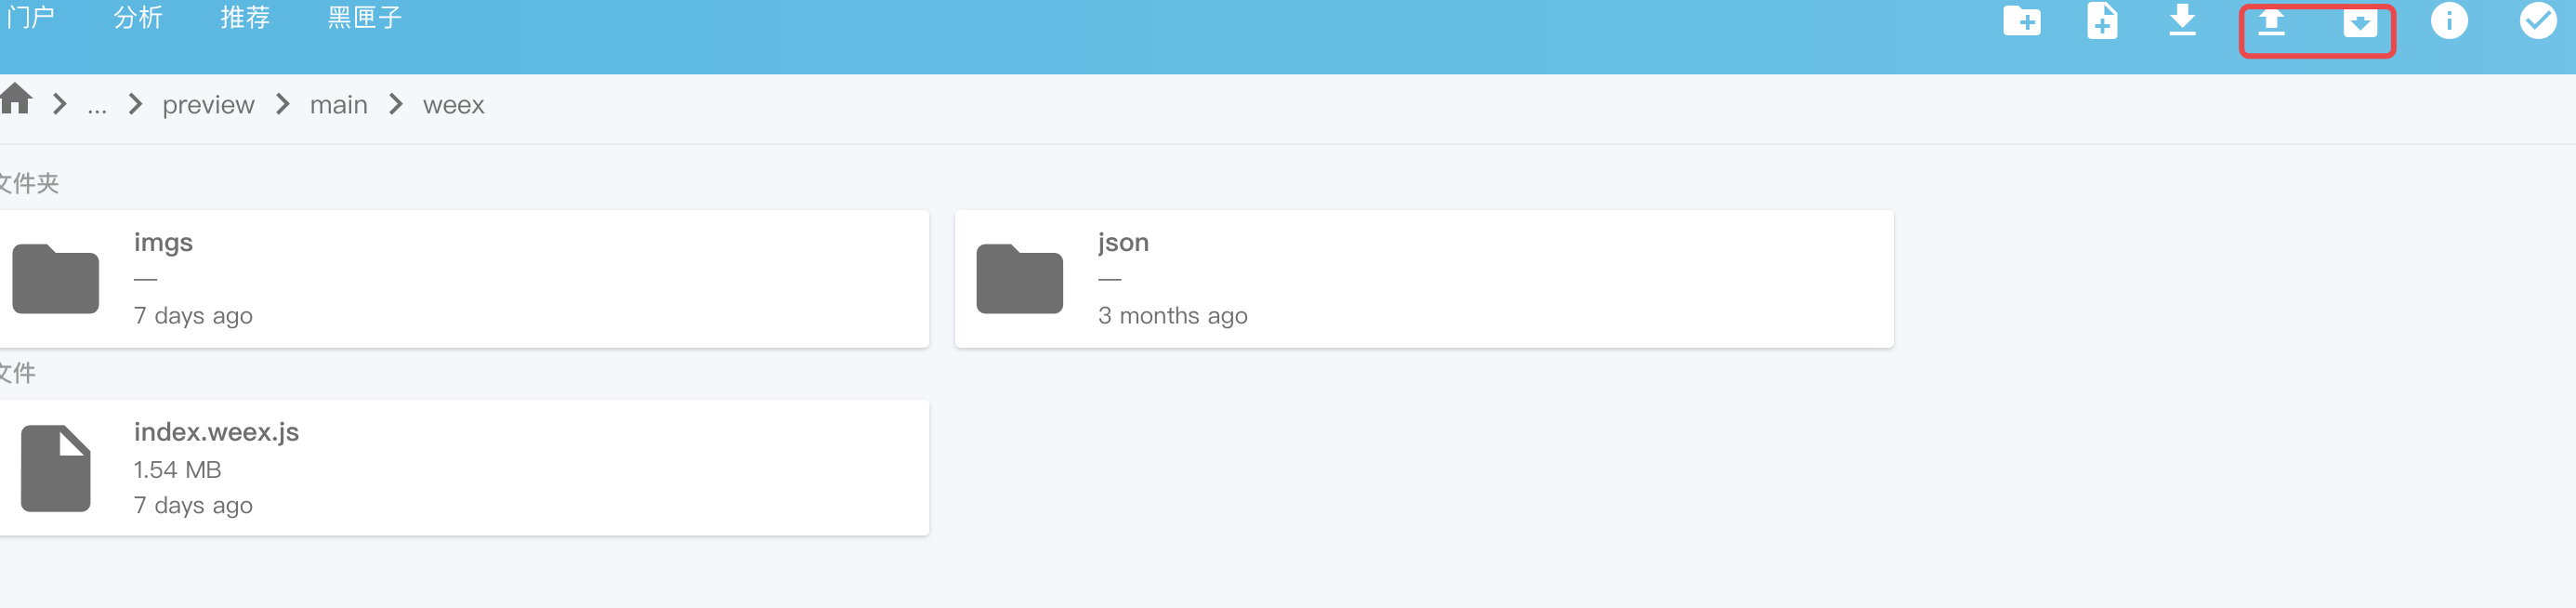 门户 分析 推荐 黑匣子
... preview main weex
文件夹
imgs
—
7 days ago
json
—
3 months ago
文件
index.weex.js
1.54 MB
7 days ago